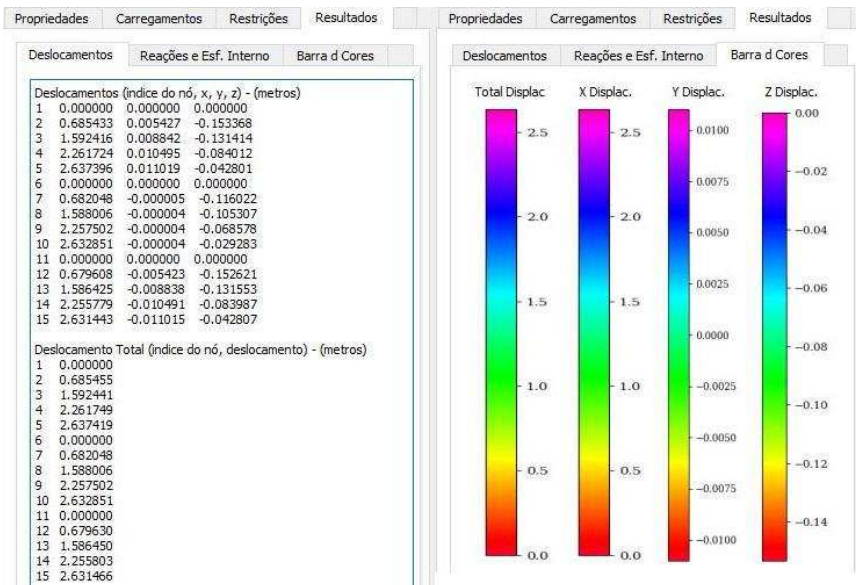 Propriedades Carregamentos Restrições Resultados
Deslocamentos Reações e Esf. Interno Barra d Cores
Deslocamentos (índice do nó, x, y, z) - (metros)
1 0.000000 0.000000 0.000000
2 0.685433 0.005427 -0.153368
3 1.592416 0.008842 -0.131414
4 2.261724 0.010495 -0.084012
5 2.637396 0.011019 -0.042801
6 0.000000 0.000000 0.000000
7 0.682048 -0.000005 -0.116022
8 1.588006 -0.000004 -0.105307
9 2.257502 -0.000004 -0.068578
10 2.632851 -0.000004 -0.029283
11 0.000000 0.000000 0.000000
12 0.679608 -0.005423 -0.152621
13 1.586425 -0.008838 -0.131553
14 2.255779 -0.010491 -0.083987
15 2.631443 -0.011015 -0.042807
Deslocamento Total (índice do nó, deslocamento) - (metros)
1 0.000000
2 0.685455
3 1.592441
4 2.261749
5 2.637419
6 0.000000
7 0.682048
8 1.588006
9 2.257502
10 2.632851
11 0.000000
12 0.679630
13 1.586450
14 2.255803
15 2.631466
Propriedades Carregamentos Restrições Resultados
Deslocamentos Reações e Esf. Interno Barra d Cores
Total Displac X Displac. Y Displac. Z Displac.
2.5
2.0
1.5
1.0
0.5
0.0
2.5
2.0
1.5
1.0
0.5
0.0
0.0100
0.0075
0.0050
0.0025
0.0000
−0.0025
−0.0050
−0.0075
−0.0100
0.00
−0.02
−0.04
−0.06
−0.08
−0.10
−0.12
−0.14